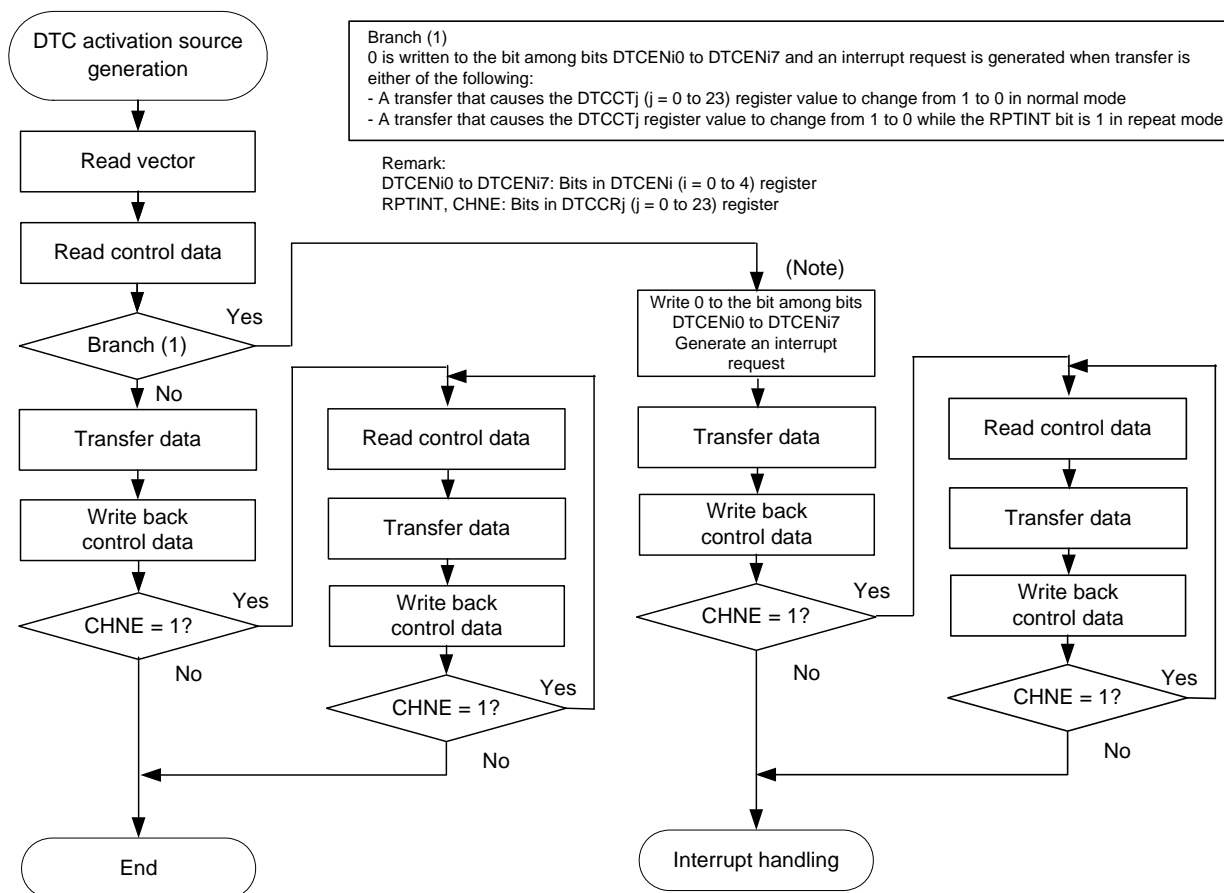 DTC activation source
generation
Branch (1)
0 is written to the bit among bits DTCENi0 to DTCENi7 and an interrupt request is generated when transfer is
either of the following:
- A transfer that causes the DTCCTj (j = 0 to 23) register value to change from 1 to 0 in normal mode
- A transfer that causes the DTCCTj register value to change from 1 to 0 while the RPTINT bit is 1 in repeat mode
Remark:
DTCENi0 to DTCENi7: Bits in DTCENi (i = 0 to 4) register
RPTINT, CHNE: Bits in DTCCRj (j = 0 to 23) register
Read vector
Read control data
Branch (1)
Yes
No
Transfer data
Write back
control data
CHNE = 1?
Yes
No
Read control data
Transfer data
Write back
control data
CHNE = 1?
Yes
No
End
(Note)
Write 0 to the bit among bits
DTCENi0 to DTCENi7
Generate an interrupt
request
Transfer data
Write back
control data
CHNE = 1?
Yes
No
Read control data
Transfer data
Write back
control data
CHNE = 1?
Yes
No
Interrupt handling